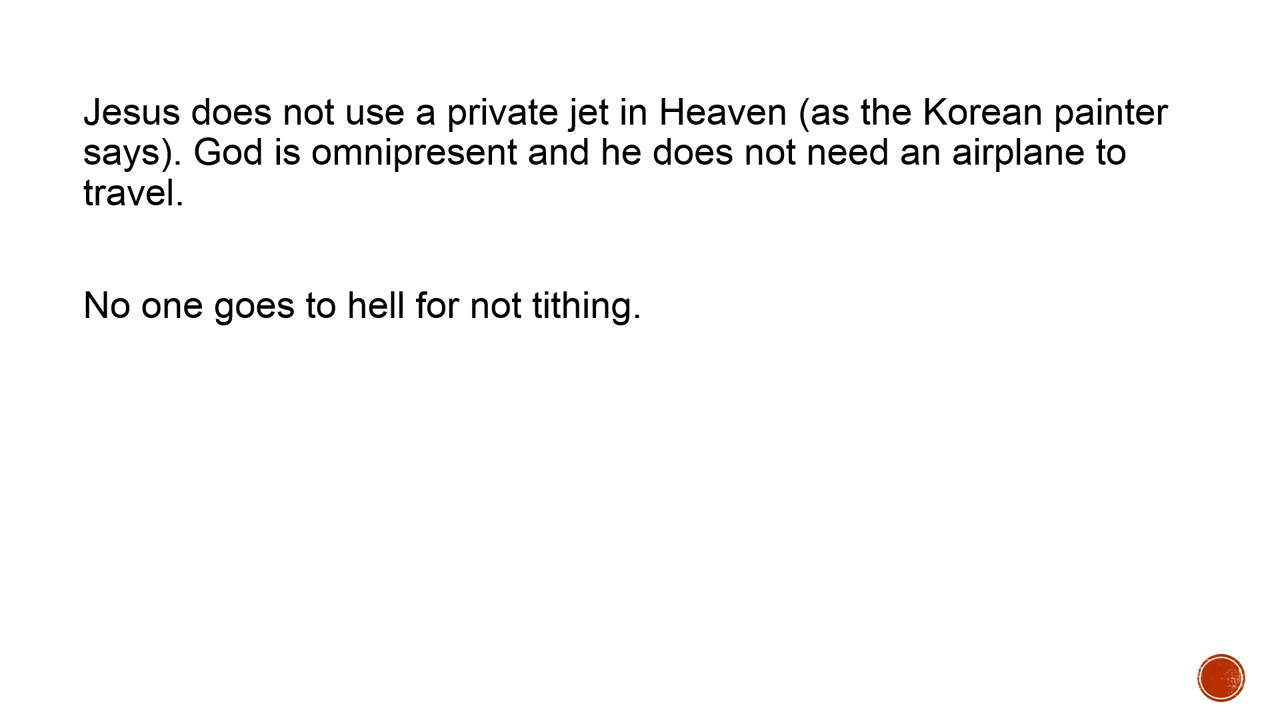 Jesus does not use a private jet in Heaven (as the Korean painter
says). God is omnipresent and he does not need an airplane to
travel.
No one goes to hell for not tithing.